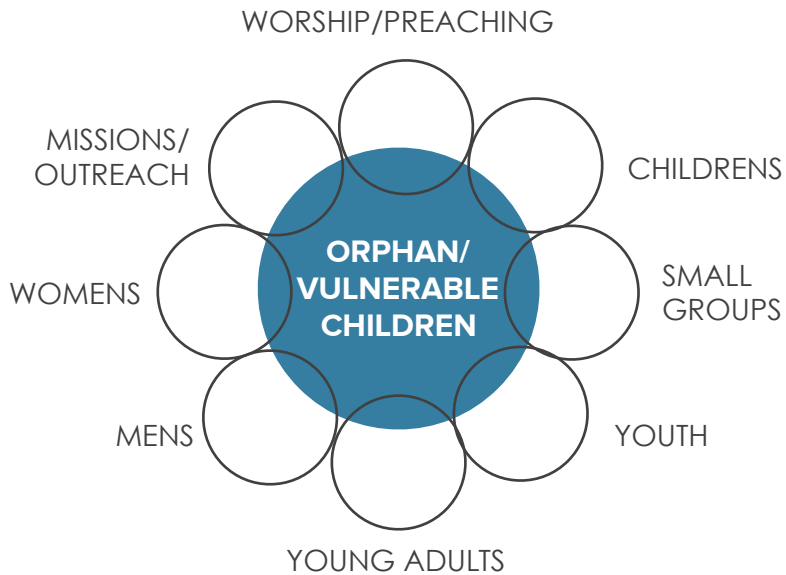 WORSHIP/PREACHING
MISSIONS/
OUTREACH
CHILDRENS
ORPHAN/
VULNERABLE
CHILDREN
WOMENS
SMALL
GROUPS
MENS
YOUTH
YOUNG ADULTS